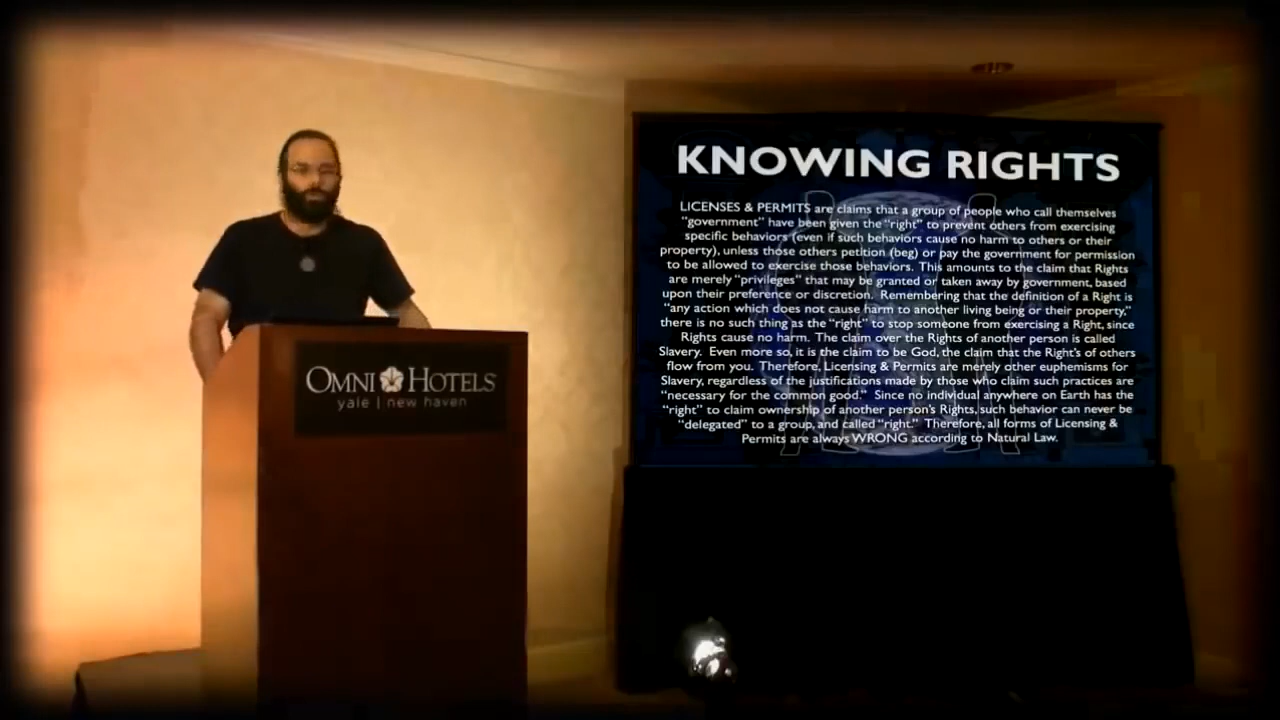 OMNI HOTELS
yale | new haven
KNOWING RIGHTS
LICENSES & PERMITS are claims that a group of people who call themselves
"government" have been given the "right" to prevent others from exercising
specific behaviors (even if such behaviors cause no harm to others or their
property), unless those others petition (beg) or pay the government for permission
to be allowed to exercise those behaviors. This amounts to the claim that Rights
are merely "privileges" that may be granted or taken away by government, based
upon their preference or discretion. Remembering that the definition of a Right is
"any action which does not cause harm to another living being or their property,"
there is no such thing as the "right" to stop someone from exercising a Right, since
Rights cause no harm. The claim over the Rights of another person is called
Slavery. Even more so, it is the claim to be God, the claim that the Right's of others
flow from you. Therefore, Licensing & Permits are merely other euphemisms for
Slavery, regardless of the justifications made by those who claim such practices are
"necessary for the common good." Since no individual anywhere on Earth has the
"right" to claim ownership of another person's Rights, such behavior can never be
"delegated" to a group, and called "right." Therefore, all forms of Licensing &
Permits are always WRONG according to Natural Law.